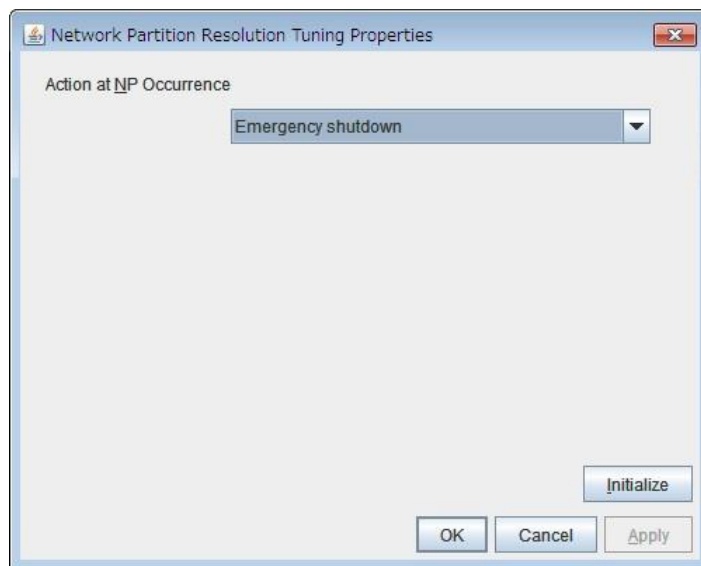 Network Partition Resolution Tuning Properties
Action at NP Occurrence
Emergency shutdown
Initialize
OK Cancel Apply